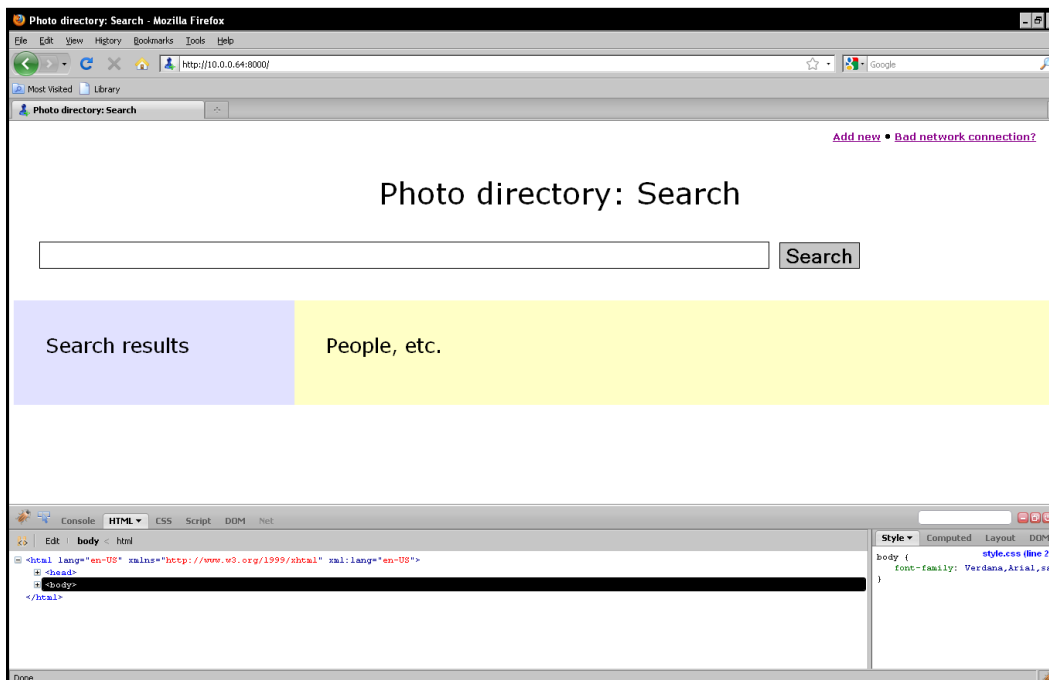 Photo directory: Search - Mozilla Firefox
File Edit View History Bookmarks Tools Help
http://10.0.0.64:8000/ Google
Most Visited Library
Photo directory: Search
Add new • Bad network connection?
Photo directory: Search
Search
Search results People, etc.
Console HTML CSS Script DOM Net
Edit body < html Style Computed Layout DOM
<html lang="en-US" xmlns="http://www.w3.org/1999/xhtml" xml:lang="en-US">
<head>
<body>
</html>
style.css (line 2
body {
font-family: Verdana,Arial,sa
}
Done